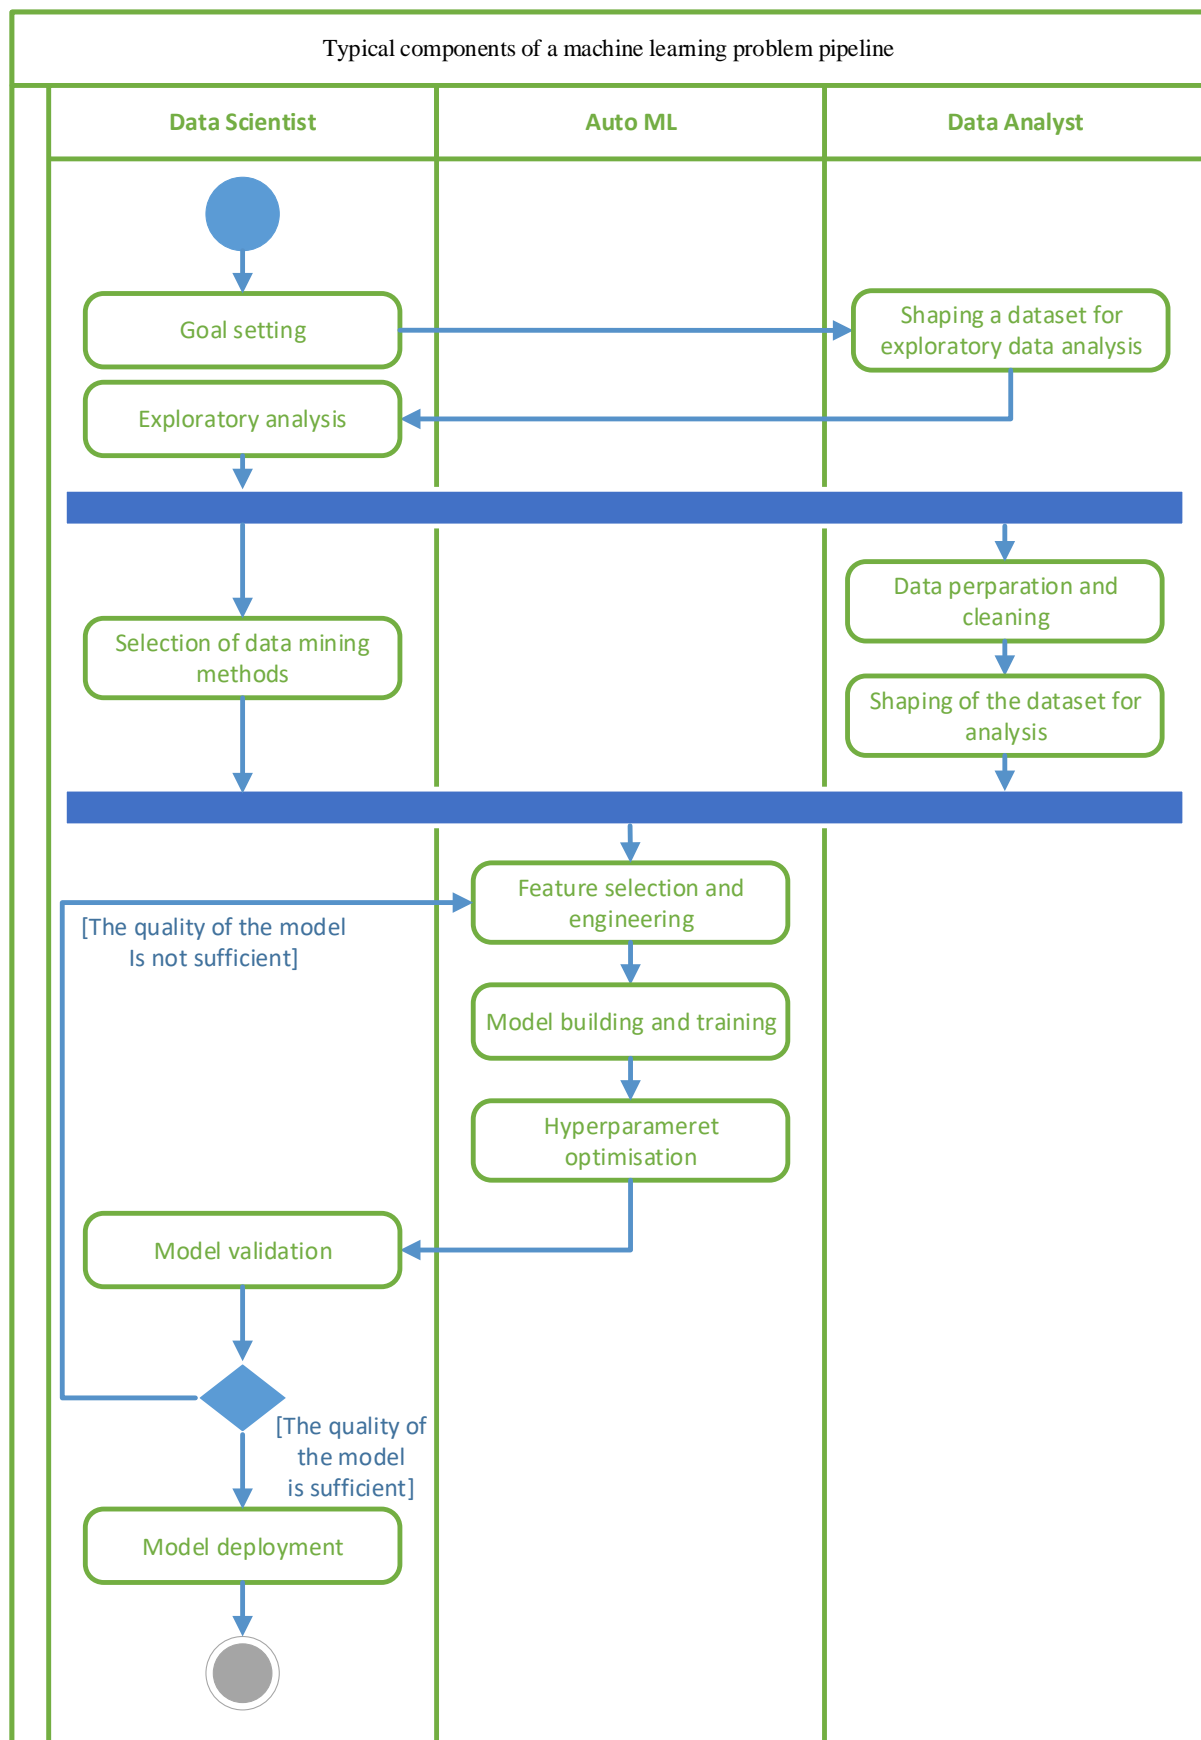 Typical components of a machine learning problem pipeline
Data Scientist
Auto ML
Data Analyst
Goal setting
Shaping a dataset for
exploratory data analysis
Exploratory analysis
Data perparation and
cleaning
Selection of data mining
methods
Shaping of the dataset for
analysis
Feature selection and
engineering
[The quality of the model
Is not sufficient]
Model building and training
Hyperparameret
optimisation
Model validation
[The quality of
the model
is sufficient]
Model deployment